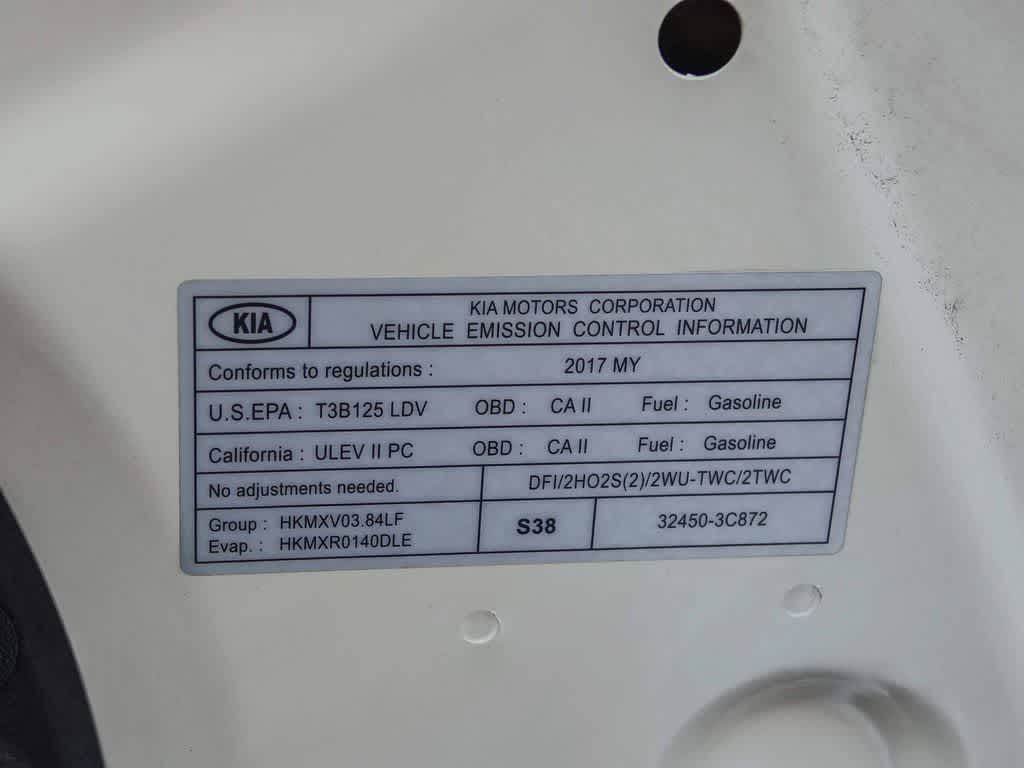 KIA
KIA MOTORS CORPORATION
VEHICLE EMISSION CONTROL INFORMATION
Conforms to regulations : 2017 MY
U.S.EPA : T3B125 LDV OBD : CA II Fuel : Gasoline
California : ULEV II PC OBD : CA II Fuel : Gasoline
No adjustments needed. DFI/2HO2S(2)/2WU-TWC/2TWC
Group : HKMXV03.84LF
Evap. : HKMXR0140DLE
S38
32450-3C872